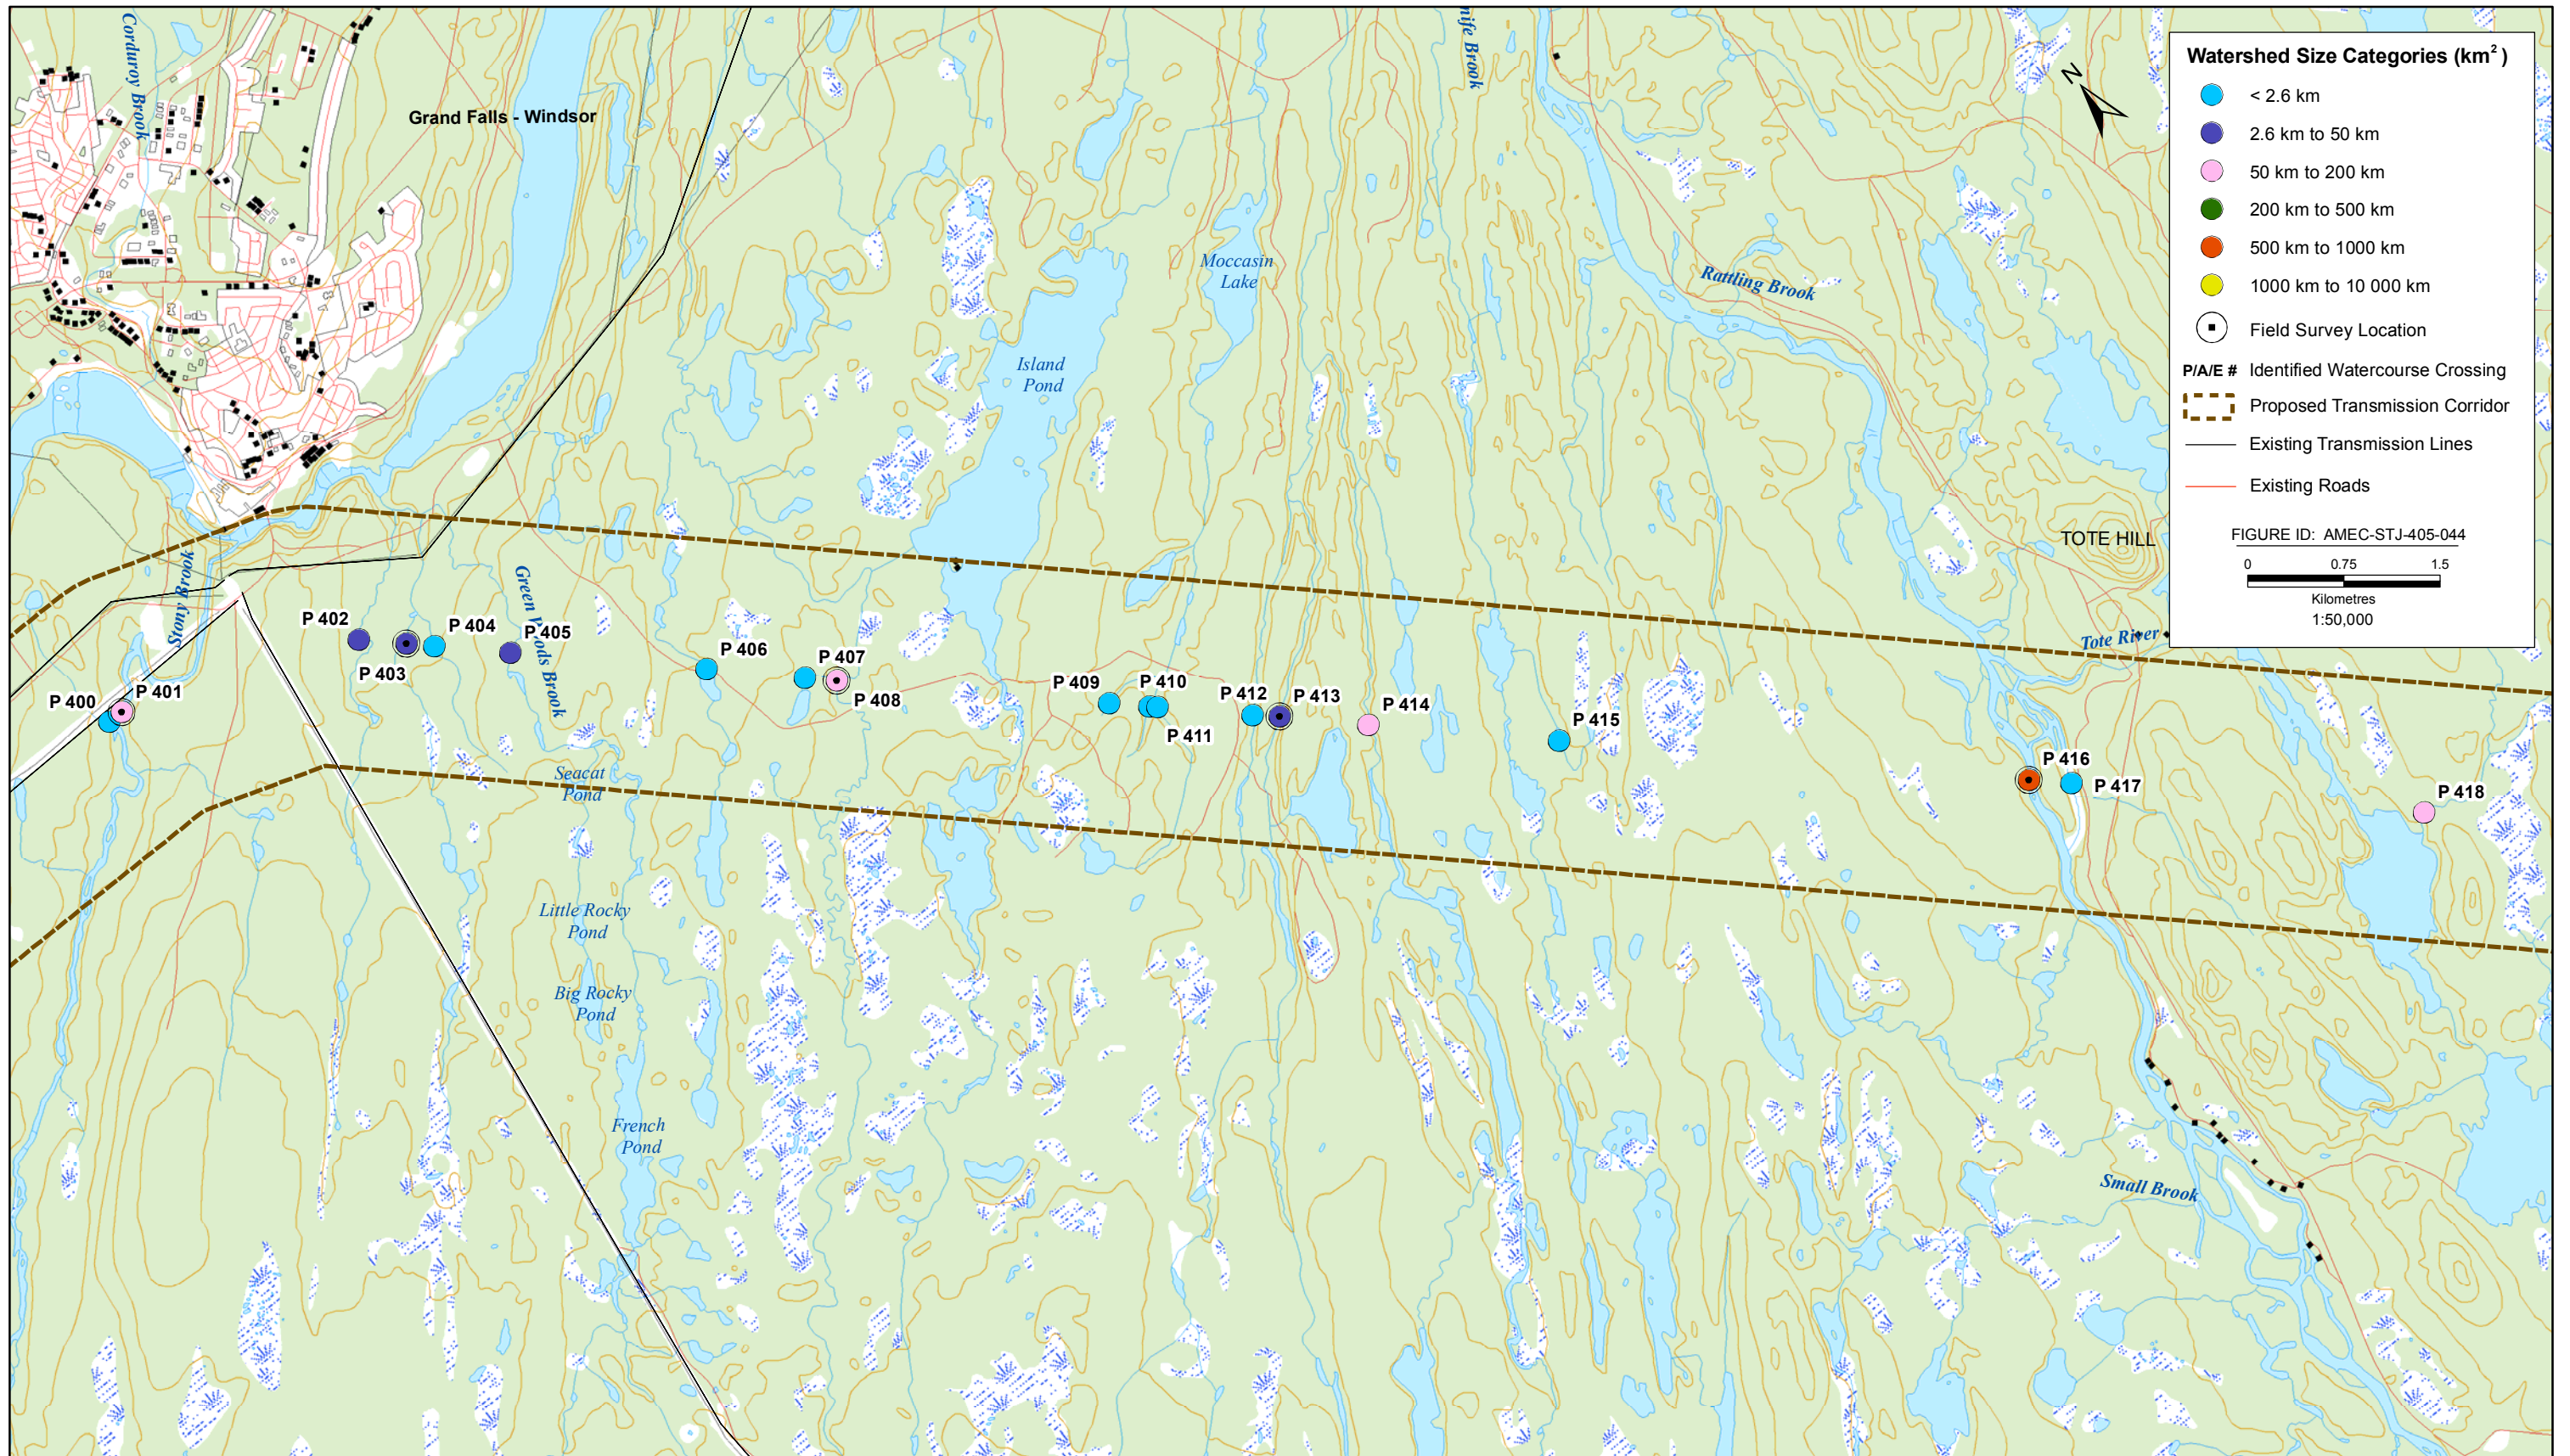 Corduroy Brook
Grand Falls - Windsor
nife Brook
N
Watershed Size Categories (km2 )
< 2.6 km
2.6 km to 50 km
50 km to 200 km
200 km to 500 km
500 km to 1000 km
1000 km to 10 000 km
Field Survey Location
P/A/E # Identified Watercourse Crossing
Proposed Transmission Corridor
Existing Transmission Lines
Existing Roads
FIGURE ID: AMEC-STJ-405-044
0 0.75 1.5
Kilometres
1:50,000
Moccasin
Lake
Rattling Brook
Island
Pond
TOTE HILL
Stony Brook
Green Woods Brook
Tote River
P 402
P 404
P 405
P 403
P 406
P 407
P 408
P 400
P 401
P 409
P 410
P 411
P 412
P 413
P 414
P 415
P 416
P 417
P 418
Seacat
Pond
Little Rocky
Pond
Big Rocky
Pond
French
Pond
Small Brook